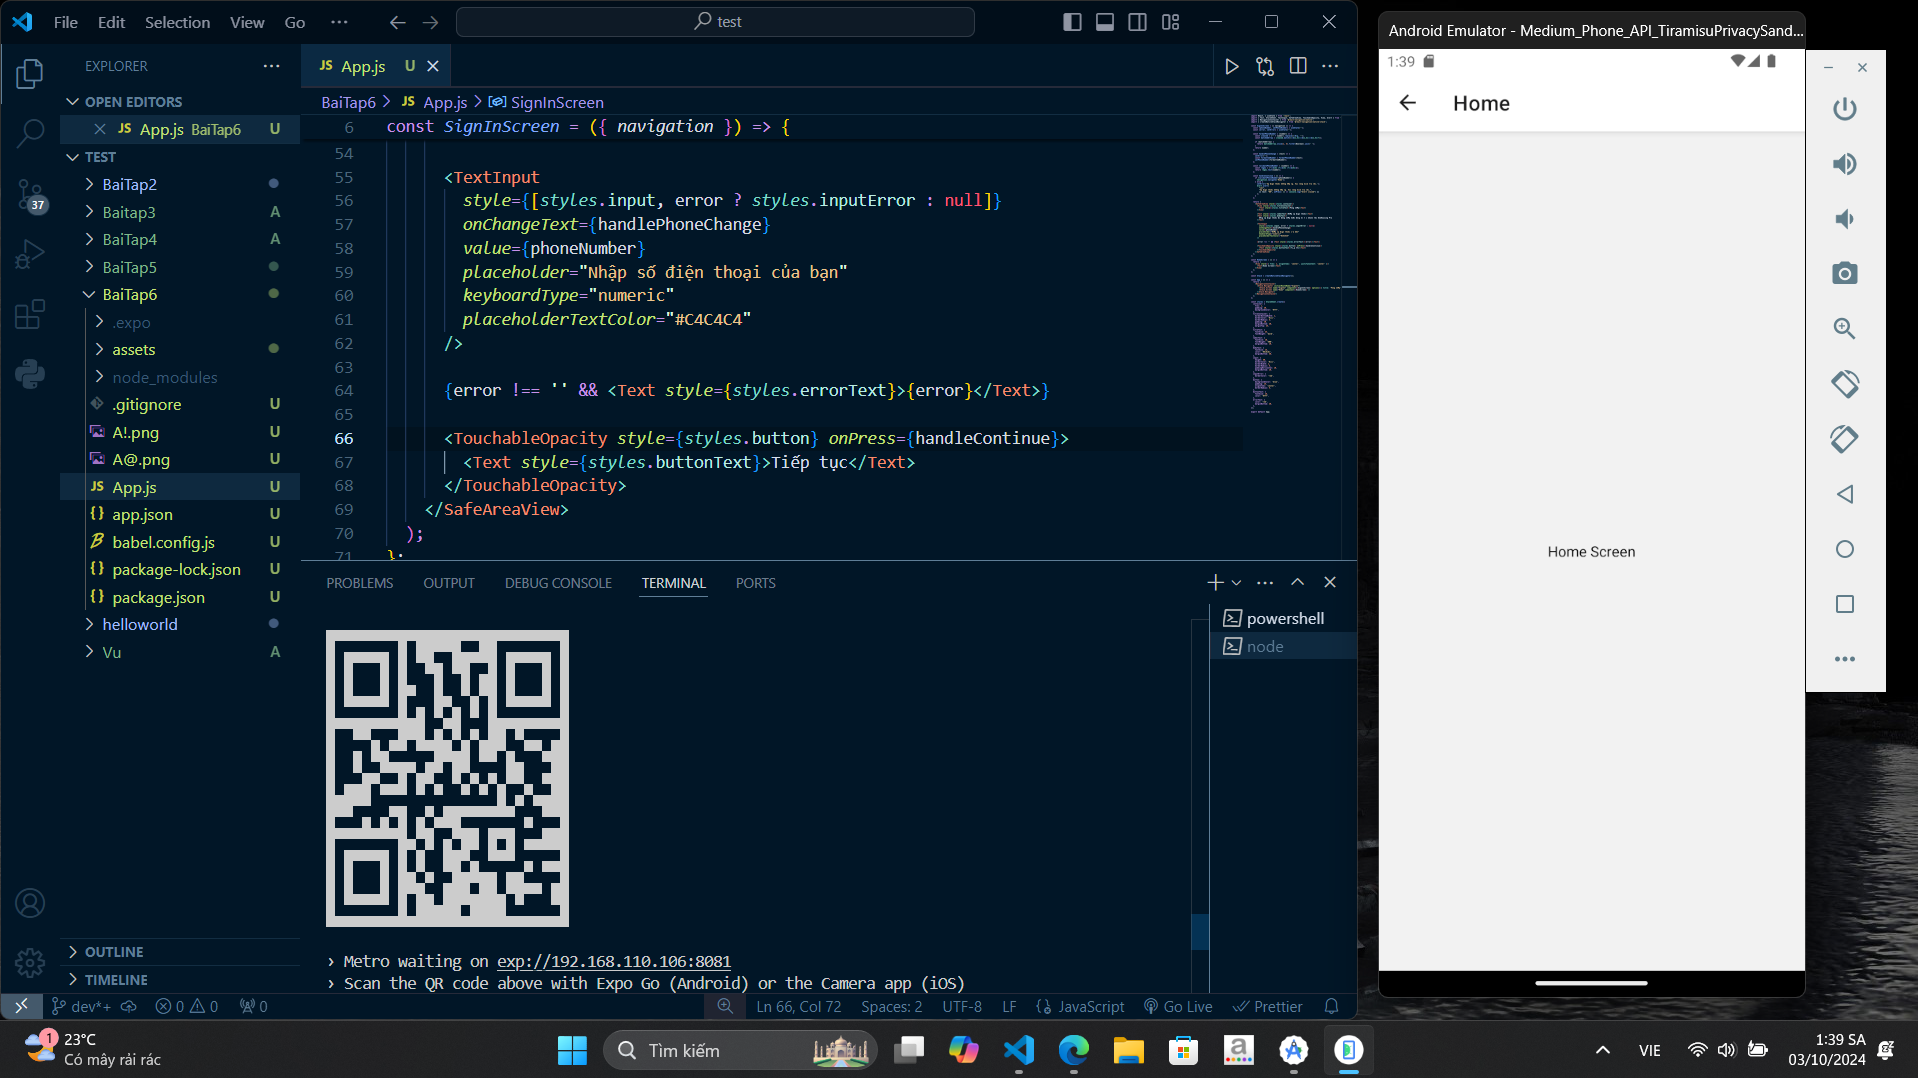 File Edit Selection View Go ··· test
EXPLORER ···
OPEN EDITORS
JS App.js BaiTap6 U
TEST
BaiTap2
Baitap3 A
BaiTap4 A
BaiTap5
BaiTap6
.expo
assets
node_modules
.gitignore U
A!.png U
A@.png U
JS App.js U
{} app.json U
babel.config.js U
{} package-lock.json U
{} package.json U
helloworld
Vu A
OUTLINE
TIMELINE
37
JS App.js U
BaiTap6 > JS App.js > SignInScreen
6 const SignInScreen = ({ navigation }) => {
54
55 <TextInput
56 style={[styles.input, error ? styles.inputError : null]}
57 onChangeText={handlePhoneChange}
58 value={phoneNumber}
59 placeholder="Nhập số điện thoại của bạn"
60 keyboardType="numeric"
61 placeholderTextColor="#C4C4C4"
62 />
63
64 {error !== '' && <Text style={styles.errorText}>{error}</Text>}
65
66 <TouchableOpacity style={styles.button} onPress={handleContinue}>
67 <Text style={styles.buttonText}>Tiếp tục</Text>
68 </TouchableOpacity>
69 </SafeAreaView>
70 );
71 };
PROBLEMS OUTPUT DEBUG CONSOLE TERMINAL PORTS
powershell
node
› Metro waiting on exp://192.168.110.106:8081
› Scan the QR code above with Expo Go (Android) or the Camera app (iOS)
dev*+ 0 0 0 Ln 66, Col 72 Spaces: 2 UTF-8 LF {} JavaScript Go Live Prettier
Android Emulator - Medium_Phone_API_TiramisuPrivacySand...
1:39
Home
Home Screen
1
23°C
Có mây rải rác
Tìm kiếm
VIE
1:39 SA
03/10/2024